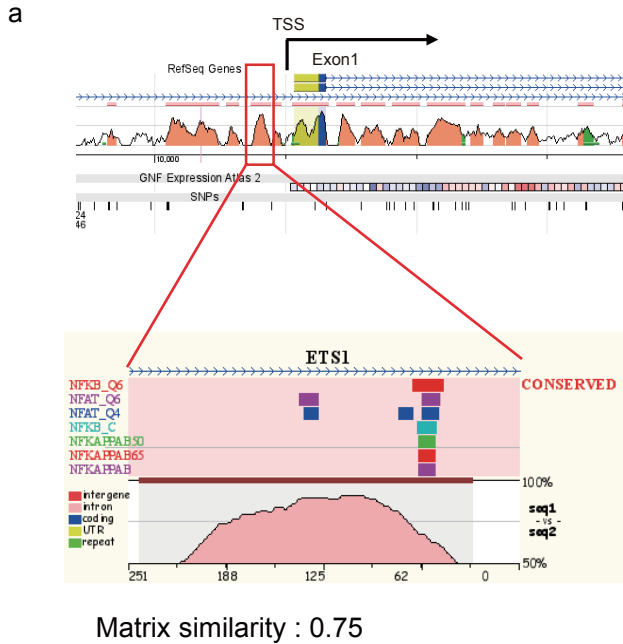 a
TSS
Exon1
RefSeq Genes
10,000
GNF Expression Atlas 2
SNPs
24
46
ETS1
NFKB_Q6
CONSERVED
NFAT_Q6
NFAT_Q4
NFKB_C
NFKAPPAB50
NFKAPPAB65
NFKAPPAB
100%
intergene
intron
coding
UTR
repeat
seq1
- vs -
seq2
50%
251 188 125 62 0
Matrix similarity : 0.75